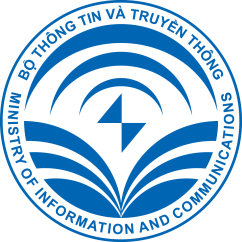 BỘ THÔNG TIN VÀ TRUYỀN THÔNG
MINISTRY OF INFORMATION AND COMMUNICATIONS